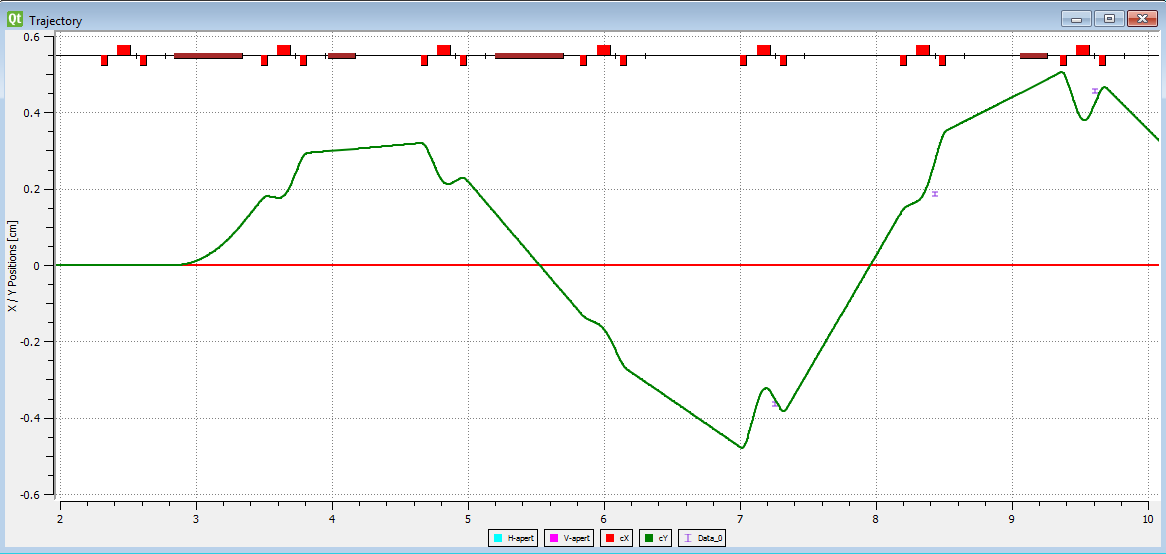 Qt Trajectory
0.6
0.4
0.2
0
-0.2
-0.4
-0.6
X / Y Positions [cm]
2 3 4 5 6 7 8 9 10
H-apert V-apert cX cY Data_0